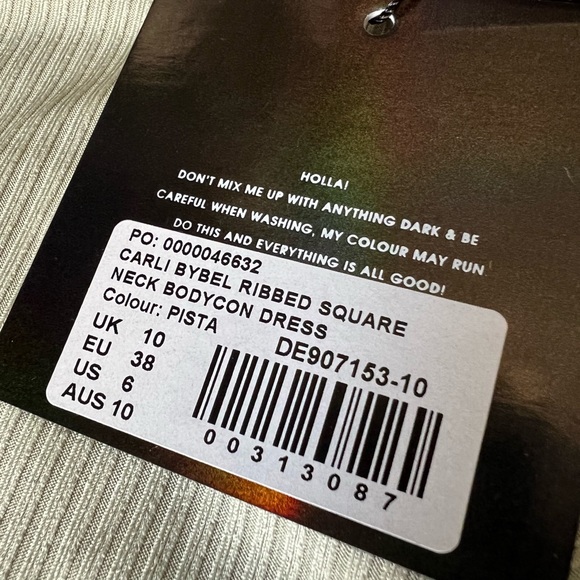 HOLLA!
DON'T MIX ME UP WITH ANYTHING DARK & BE
CAREFUL WHEN WASHING, MY COLOUR MAY RUN
DO THIS AND EVERYTHING IS ALL GOOD!
PO: 0000046632
CARLI BYBEL RIBBED SQUARE
NECK BODYCON DRESS
Colour: PISTA
DE907153-10
UK 10
EU 38
US 6
AUS 10
00313087